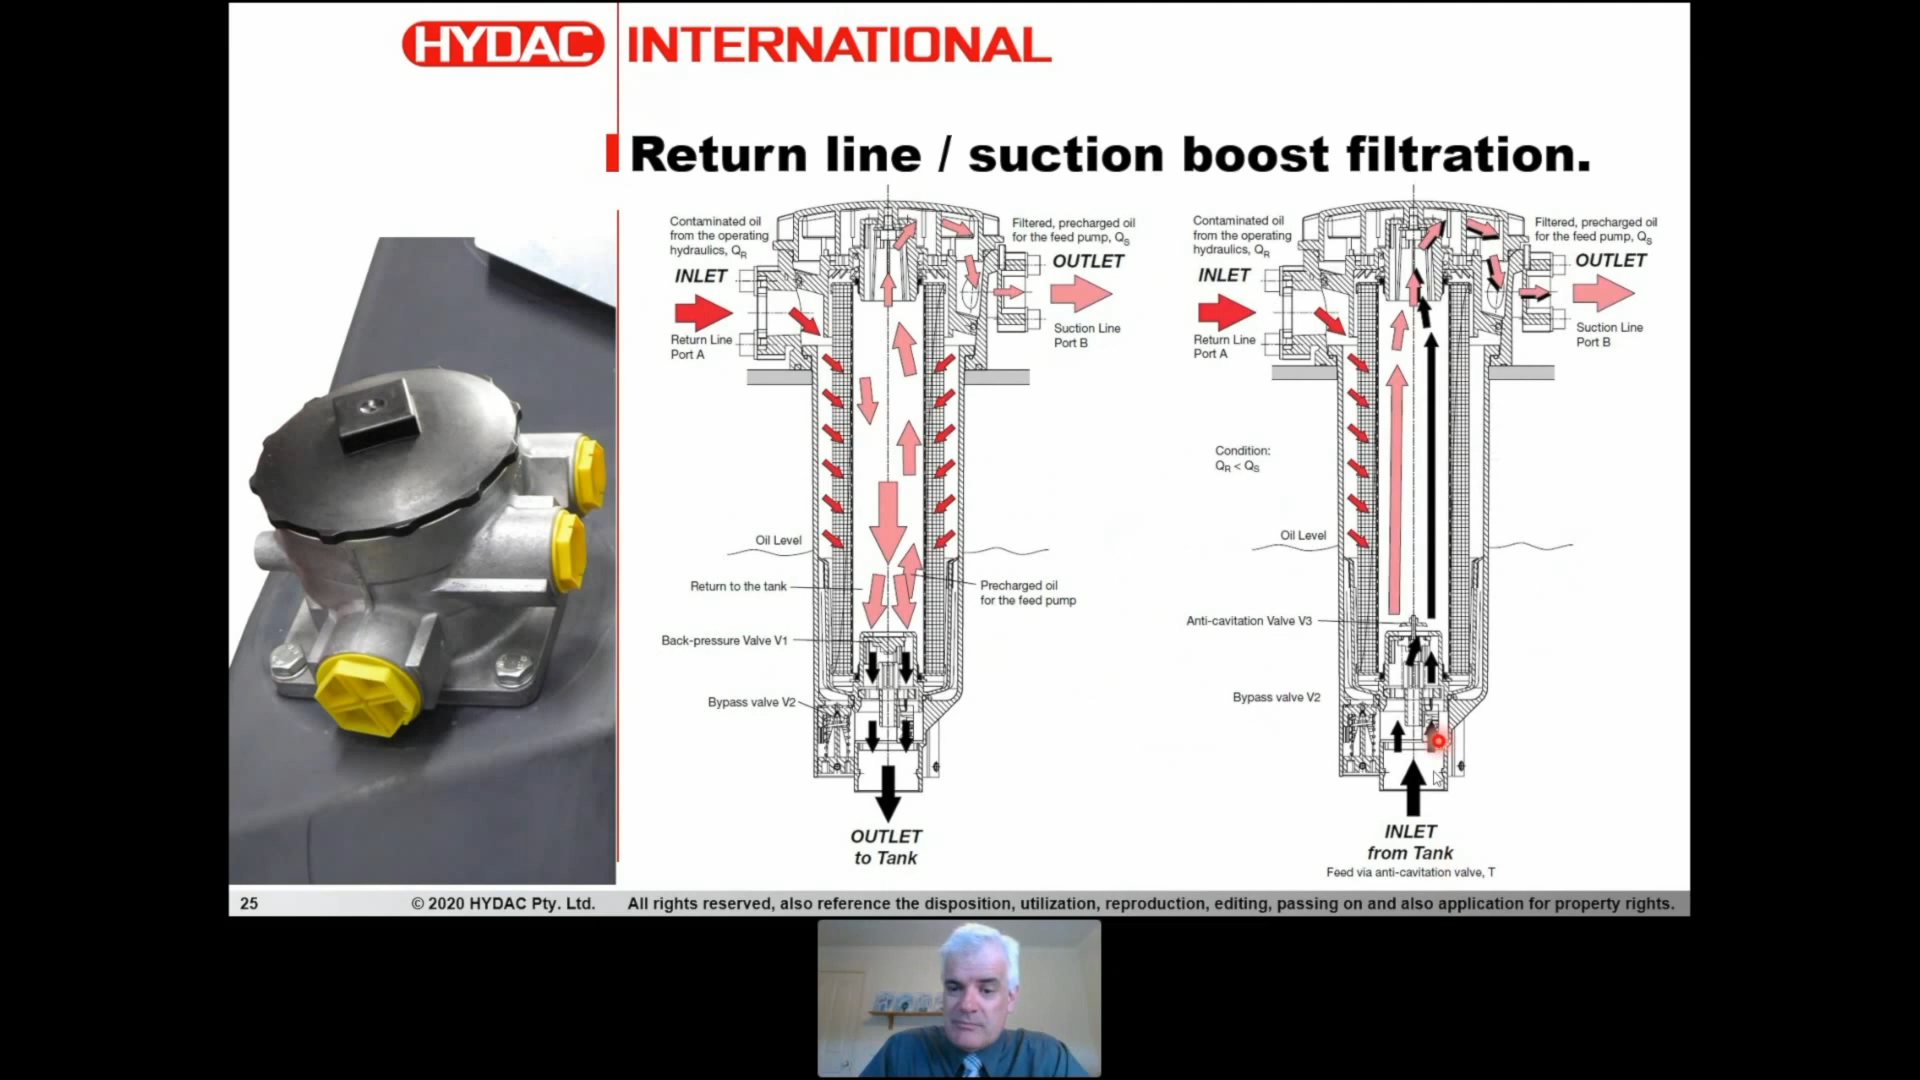 HYDAC INTERNATIONAL
Return line / suction boost filtration.
Contaminated oil
from the operating
hydraulics, QR
INLET
Return Line
Port A
Filtered, precharged oil
for the feed pump, QS
OUTLET
Suction Line
Port B
Oil Level
Return to the tank
Precharged oil
for the feed pump
Back-pressure Valve V1
Bypass valve V2
OUTLET
to Tank
Contaminated oil
from the operating
hydraulics, QR
INLET
Return Line
Port A
Filtered, precharged oil
for the feed pump, QS
OUTLET
Suction Line
Port B
Condition:
QR < QS
Oil Level
Anti-cavitation Valve V3
Bypass valve V2
INLET
from Tank
Feed via anti-cavitation valve, T
25
© 2020 HYDAC Pty. Ltd.
All rights reserved, also reference the disposition, utilization, reproduction, editing, passing on and also application for property rights.